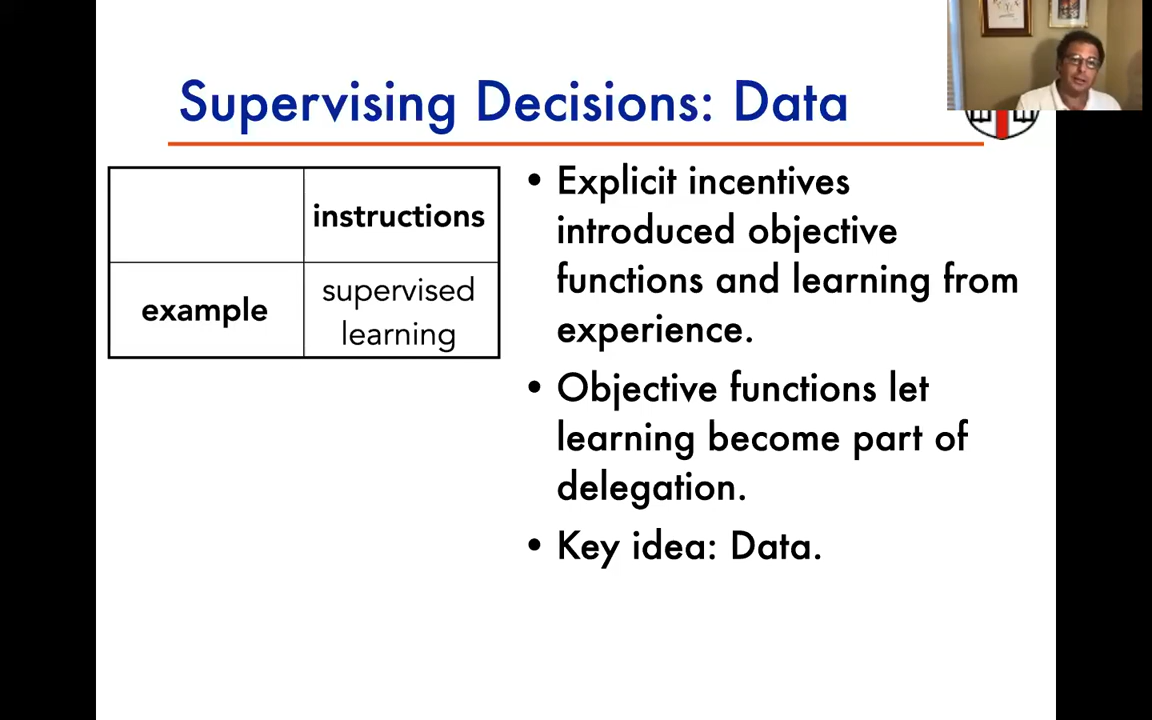 Supervising Decisions: Data
instructions
example
supervised
learning
• Explicit incentives
introduced objective
functions and learning from
experience.
• Objective functions let
learning become part of
delegation.
• Key idea: Data.